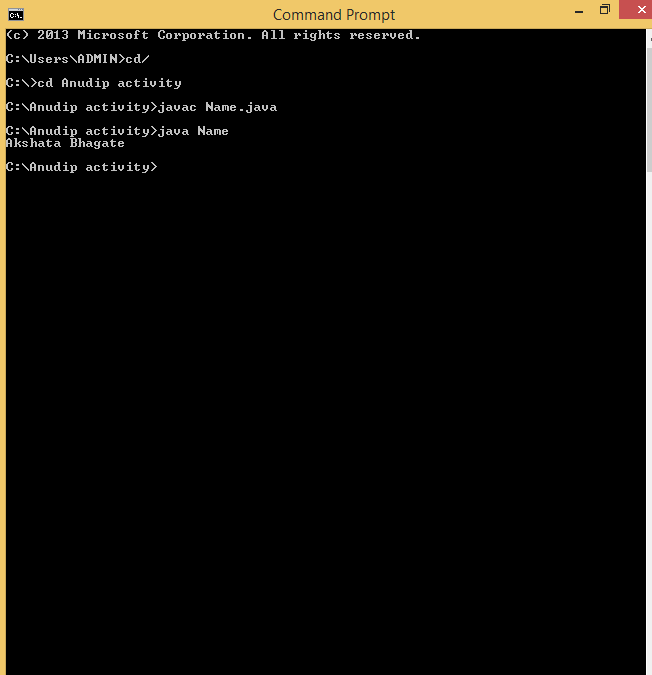 Command Prompt
(c) 2013 Microsoft Corporation. All rights reserved.
C:\Users\ADMIN>cd/
C:\>cd Anudip activity
C:\Anudip activity>javac Name.java
C:\Anudip activity>java Name
Akshata Bhagate
C:\Anudip activity>